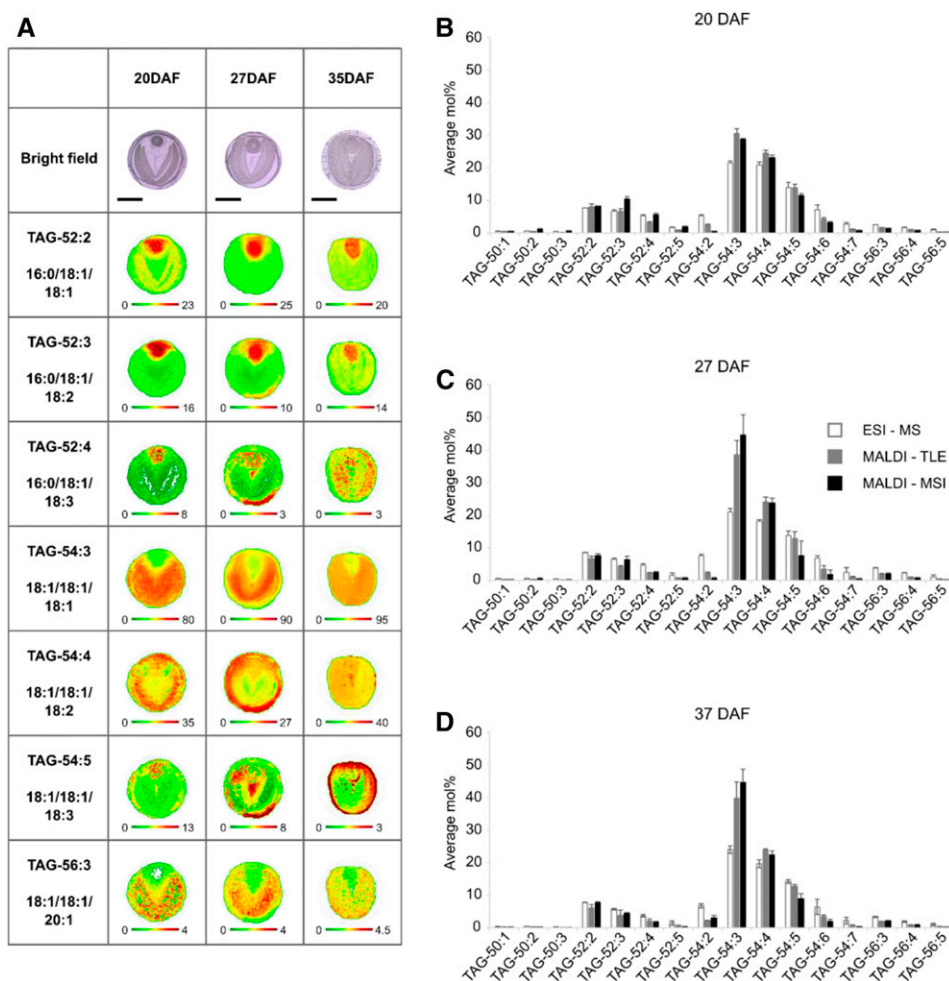 A
20DAF 27DAF 35DAF
Bright field
TAG-52:2
16:0/18:1/
18:1
0 23 0 25 0 20
TAG-52:3
16:0/18:1/
18:2
0 16 0 10 0 14
TAG-52:4
16:0/18:1/
18:3
0 8 0 3 0 3
TAG-54:3
18:1/18:1/
18:1
0 80 0 90 0 95
TAG-54:4
18:1/18:1/
18:2
0 35 0 27 0 40
TAG-54:5
18:1/18:1/
18:3
0 13 0 8 0 3
TAG-56:3
18:1/18:1/
20:1
0 4 0 4 0 4.5
B
20 DAF
Average mol%
60
50
40
30
20
10
0
TAG-50:1 TAG-50:2 TAG-50:3 TAG-52:2 TAG-52:3 TAG-52:4 TAG-52:5 TAG-54:2 TAG-54:3 TAG-54:4 TAG-54:5 TAG-54:6 TAG-54:7 TAG-56:3 TAG-56:4 TAG-56:5
C
27 DAF
Average mol%
60
50
40
30
20
10
0
ESI - MS
MALDI - TLE
MALDI - MSI
TAG-50:1 TAG-50:2 TAG-50:3 TAG-52:2 TAG-52:3 TAG-52:4 TAG-52:5 TAG-54:2 TAG-54:3 TAG-54:4 TAG-54:5 TAG-54:6 TAG-54:7 TAG-56:3 TAG-56:4 TAG-56:5
D
37 DAF
Average mol%
60
50
40
30
20
10
0
TAG-50:1 TAG-50:2 TAG-50:3 TAG-52:2 TAG-52:3 TAG-52:4 TAG-52:5 TAG-54:2 TAG-54:3 TAG-54:4 TAG-54:5 TAG-54:6 TAG-54:7 TAG-56:3 TAG-56:4 TAG-56:5